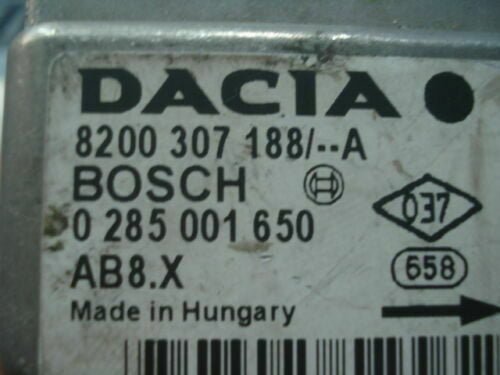 DACIA
8200 307 188/--A
BOSCH
0 285 001 650
037
AB8.X
658
Made in Hungary